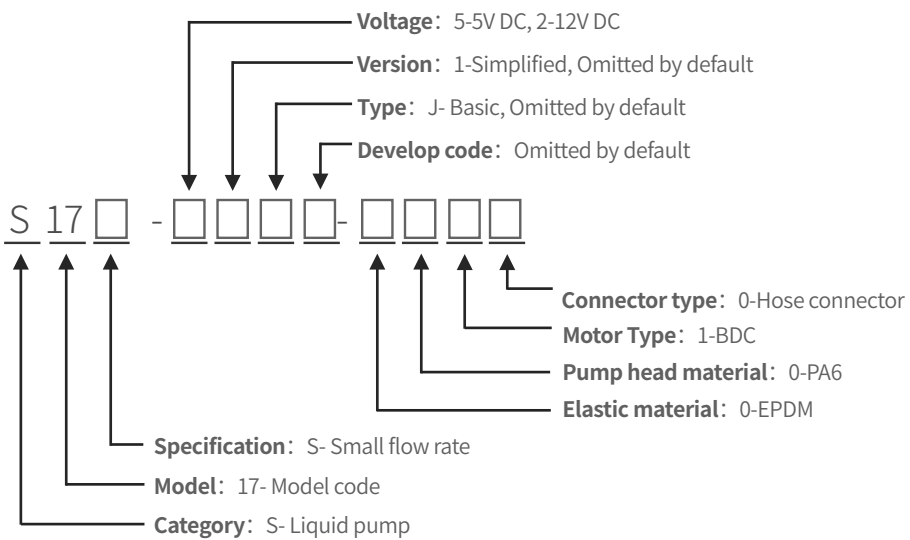 Voltage：5-5V DC, 2-12V DC
Version：1-Simplified, Omitted by default
Type：J- Basic, Omitted by default
Develop code：Omitted by default
S 17 □ - □ □ □ □ - □ □ □ □
Connector type：0-Hose connector
Motor Type：1-BDC
Pump head material：0-PA6
Elastic material：0-EPDM
Specification：S- Small flow rate
Model：17- Model code
Category：S- Liquid pump